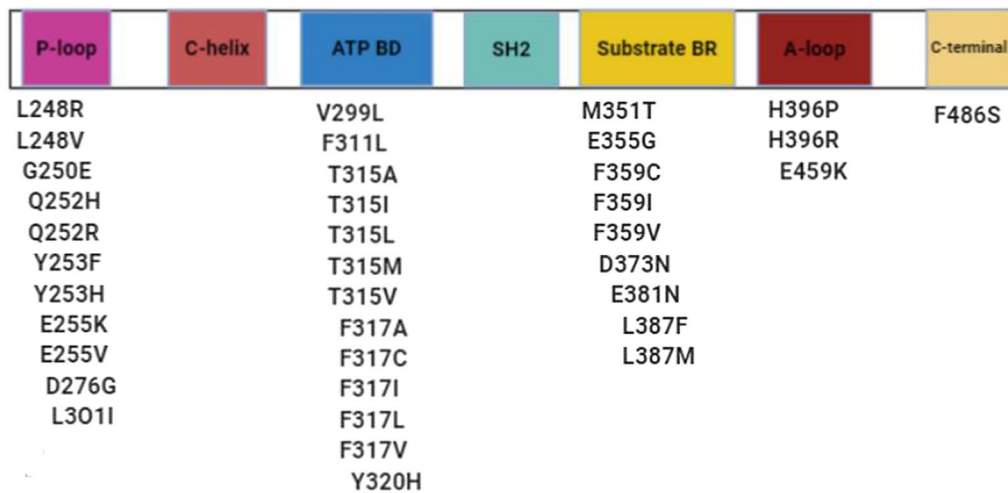 P-loop C-helix ATP BD SH2 Substrate BR A-loop C-terminal
L248R
L248V
G250E
Q252H
Q252R
Y253F
Y253H
E255K
E255V
D276G
L301I
V299L
F311L
T315A
T315I
T315L
T315M
T315V
F317A
F317C
F317I
F317L
F317V
Y320H
M351T
E355G
F359C
F359I
F359V
D373N
E381N
L387F
L387M
H396P
H396R
E459K
F486S